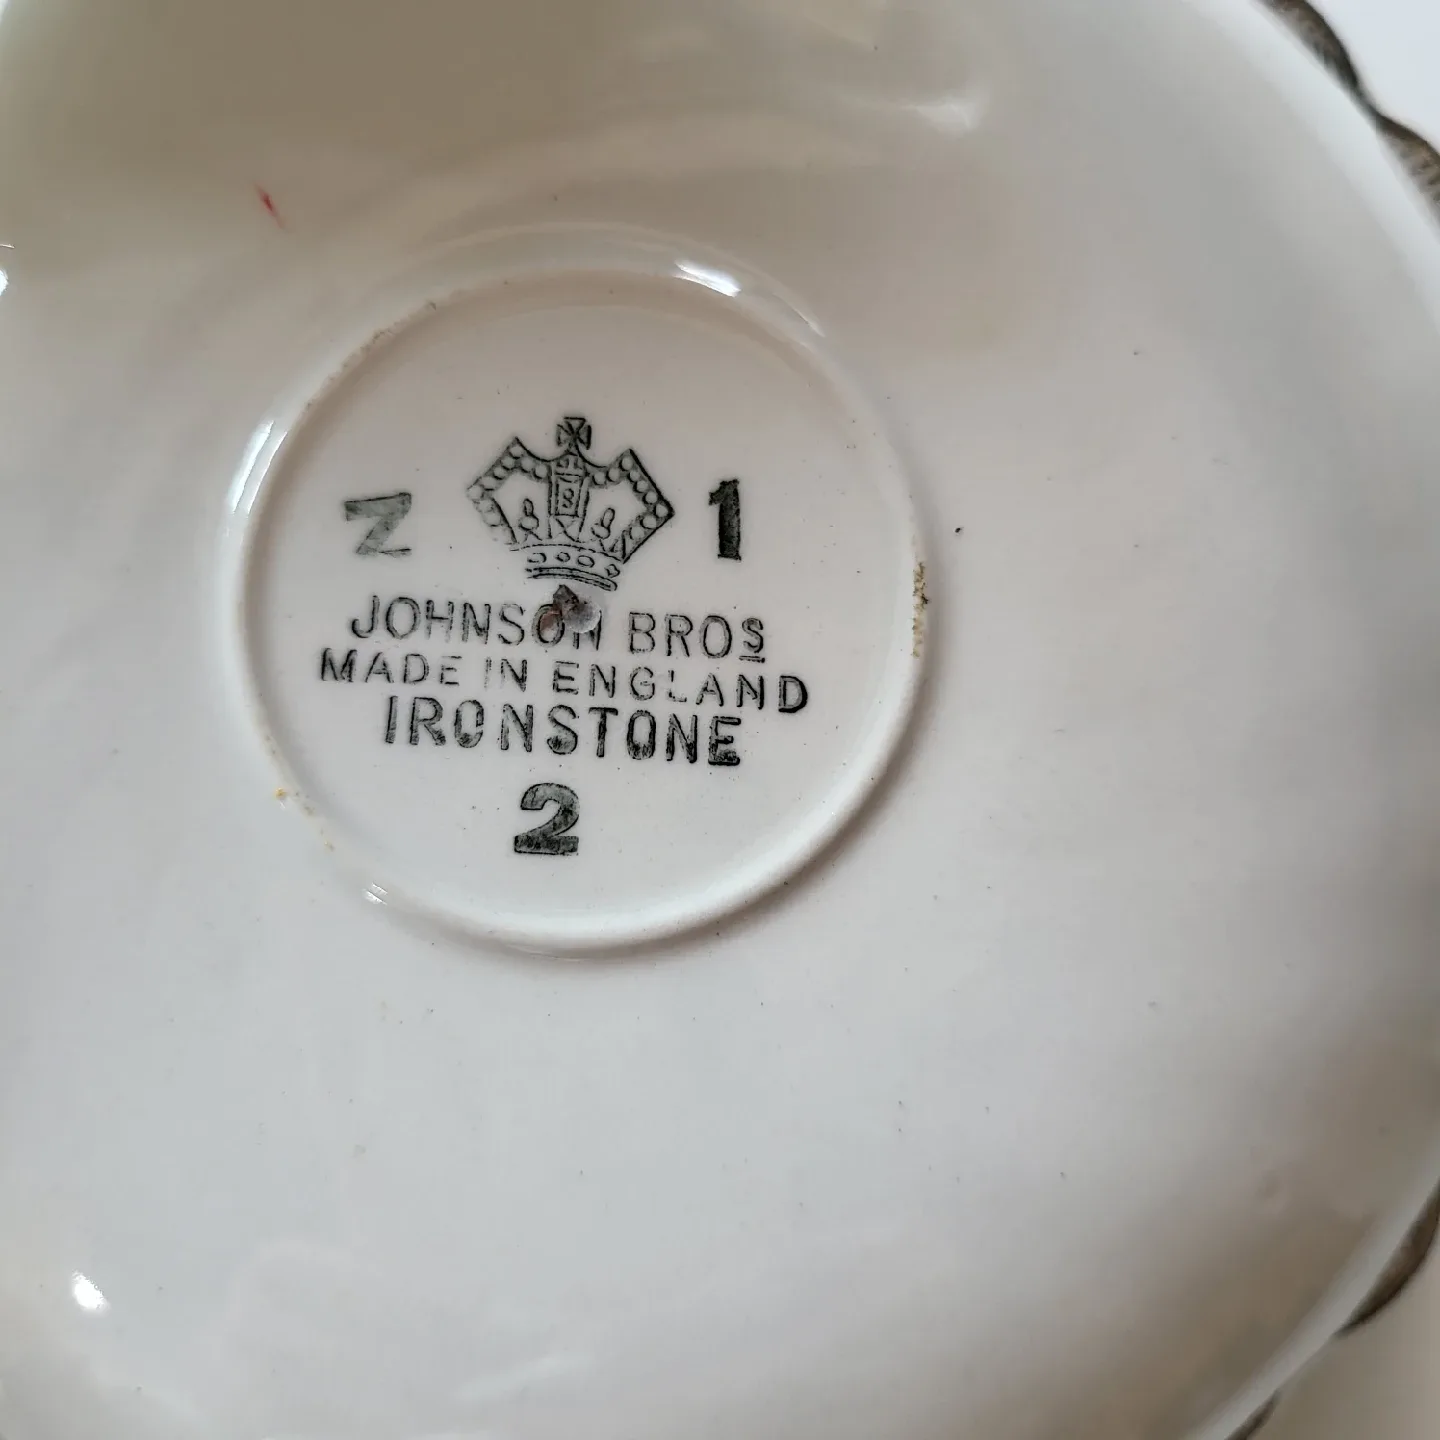 Z 1
JOHNSON BROS
MADE IN ENGLAND
IRONSTONE
2